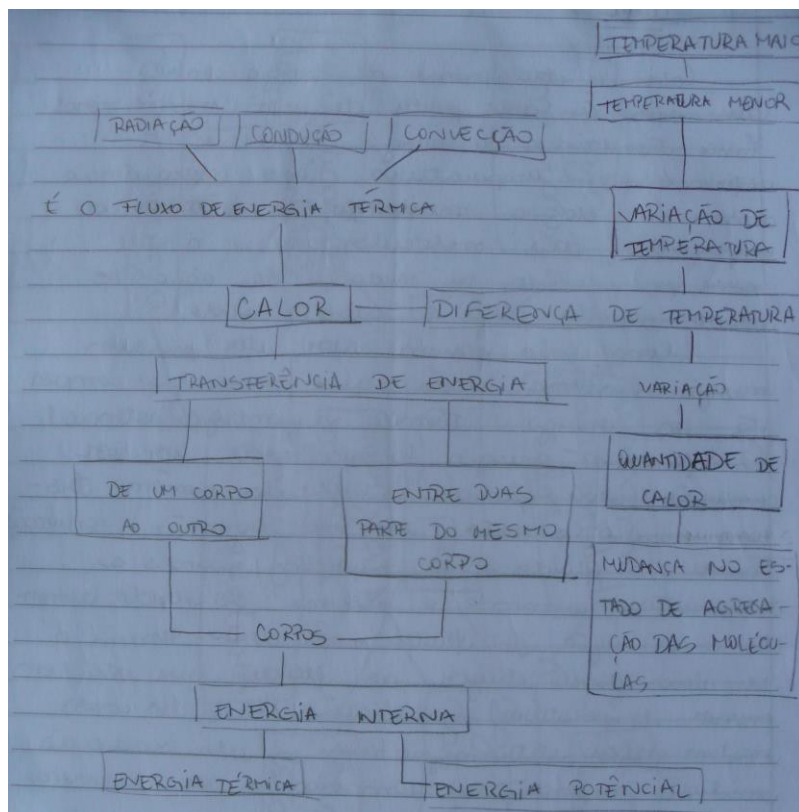 TEMPERATURA MAIO
TEMPERATURA MENOR
RADIAÇÃO
CONDUÇÃO
CONVECÇÃO
É O FLUXO DE ENERGIA TÉRMICA
VARIAÇÃO DE
TEMPERATURA
CALOR
DIFERENÇA DE TEMPERATURA
TRANSFERÊNCIA DE ENERGIA
VARIAÇÃO
DE UM CORPO
AO OUTRO
ENTRE DUAS
PARTE DO MESMO
CORPO
QUANTIDADE DE
CALOR
MUDANÇA NO ES-
TADO DE AGREGA-
ÇÃO DAS MOLÉCU-
LAS
CORPOS
ENERGIA INTERNA
ENERGIA TÉRMICA
ENERGIA POTÊNCIAL